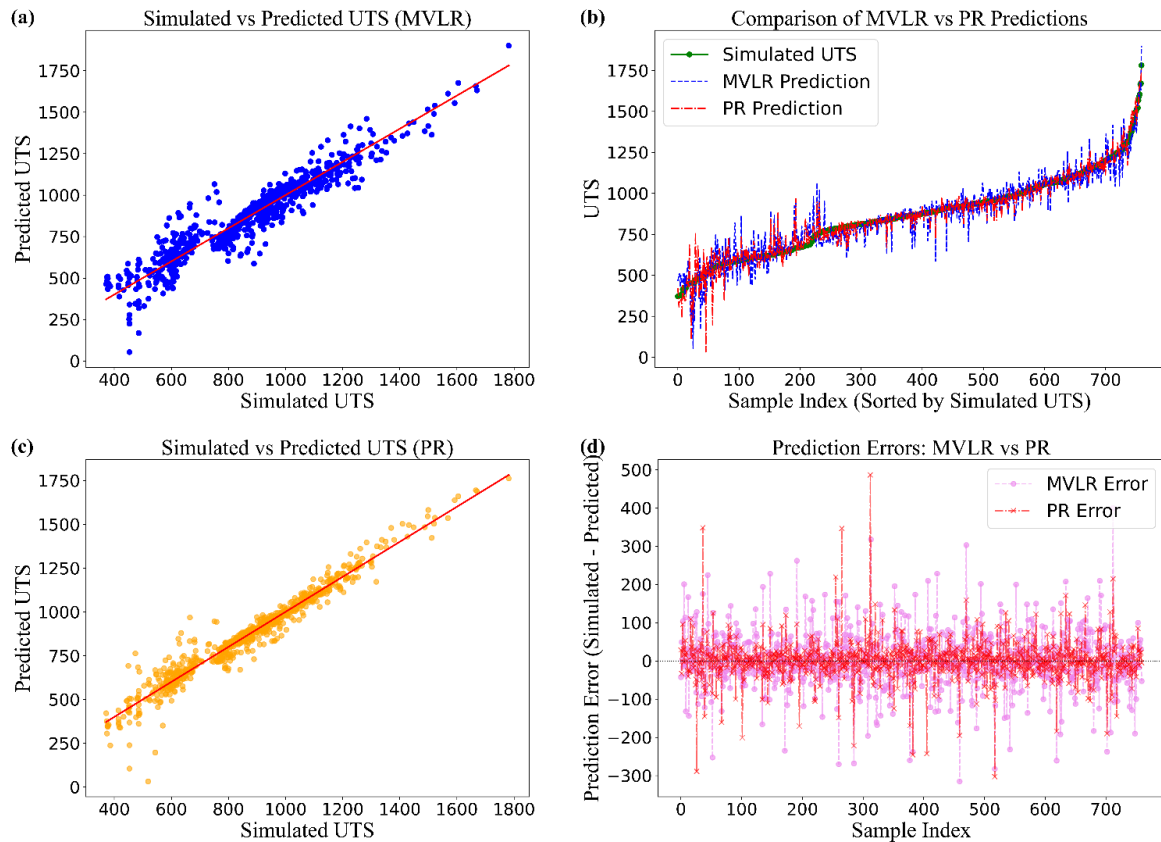 (a)
Simulated vs Predicted UTS (MVLR)
Predicted UTS
1750
1500
1250
1000
750
500
250
0
400 600 800 1000 1200 1400 1600 1800
Simulated UTS
(b)
Comparison of MVLR vs PR Predictions
Simulated UTS
MVLR Prediction
PR Prediction
UTS
1750
1500
1250
1000
750
500
250
0
0 100 200 300 400 500 600 700
Sample Index (Sorted by Simulated UTS)
(c)
Simulated vs Predicted UTS (PR)
Predicted UTS
1750
1500
1250
1000
750
500
250
0
400 600 800 1000 1200 1400 1600 1800
Simulated UTS
(d)
Prediction Errors: MVLR vs PR
MVLR Error
PR Error
Prediction Error (Simulated - Predicted)
500
400
300
200
100
0
−100
−200
−300
0 100 200 300 400 500 600 700
Sample Index